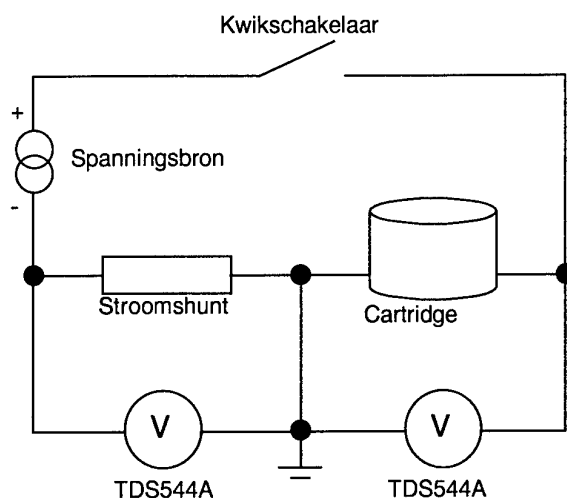 Kwikschakelaar
+
Spanningsbron
-
Stroomshunt
Cartridge
V
V
TDS544A
TDS544A